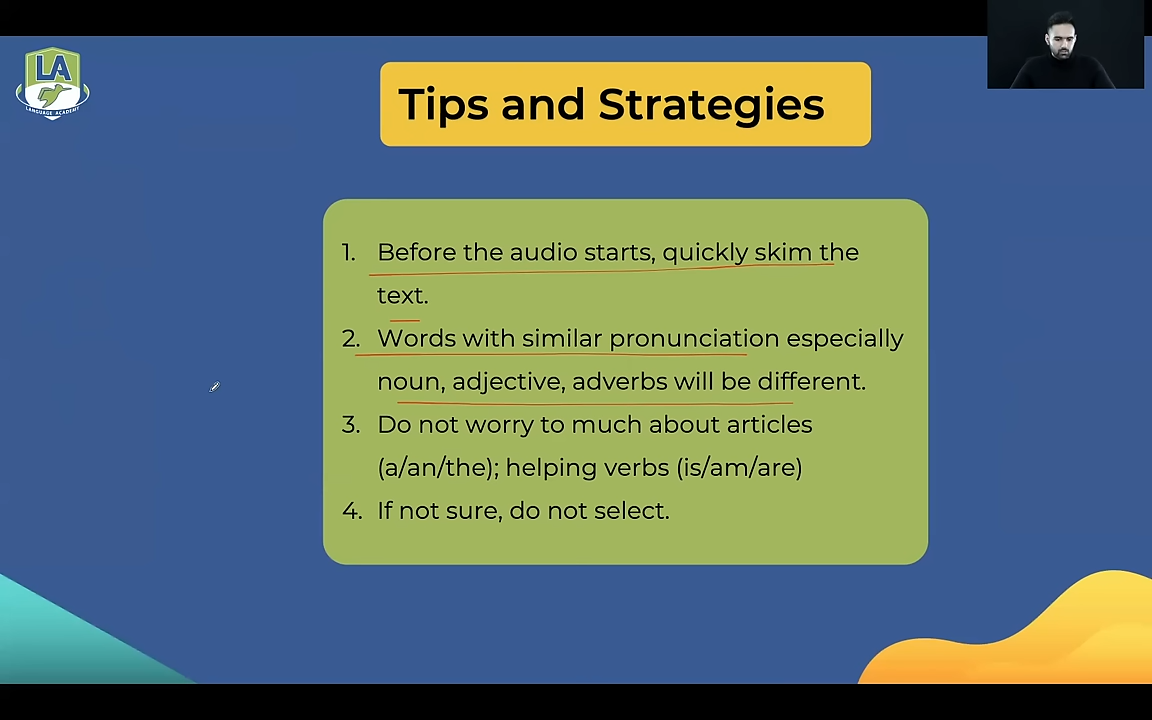 LA
LANGUAGE ACADEMY
Tips and Strategies
1. Before the audio starts, quickly skim the
text.
2. Words with similar pronunciation especially
noun, adjective, adverbs will be different.
3. Do not worry to much about articles
(a/an/the); helping verbs (is/am/are)
4. If not sure, do not select.